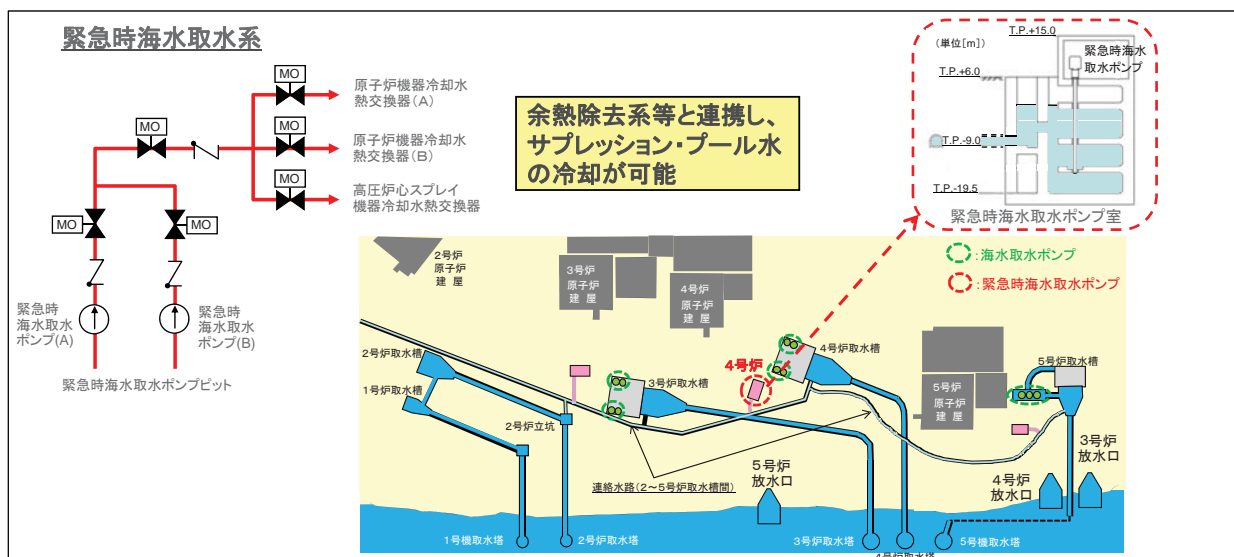 緊急時海水取水系
MO
原子炉機器冷却水
熱交換器(A)
MO
MO
原子炉機器冷却水
熱交換器(B)
MO
高圧炉心スプレイ
機器冷却水熱交換器
MO
MO
緊急時
海水取水
ポンプ(A)
緊急時
海水取水
ポンプ(B)
緊急時海水取水ポンプピット
余熱除去系等と連携し、
サプレッション・プール水
の冷却が可能
T.P.+15.0
(単位[m])
緊急時海水
取水ポンプ
T.P.+6.0
T.P.-9.0
T.P.-19.5
緊急時海水取水ポンプ室
:海水取水ポンプ
:緊急時海水取水ポンプ
2号炉
原子炉
建 屋
3号炉
原子炉
建 屋
4号炉
原子炉
建 屋
5号炉
原子炉
建 屋
2号炉取水槽
1号炉取水槽
2号炉立坑
3号炉取水槽
4号炉
4号炉取水槽
5号炉取水槽
連絡水路(2～5号炉取水槽間)
5号炉
放水口
4号炉
放水口
3号炉
放水口
1号機取水塔
2号炉取水塔
3号炉取水塔
4号炉取水塔
5号機取水塔